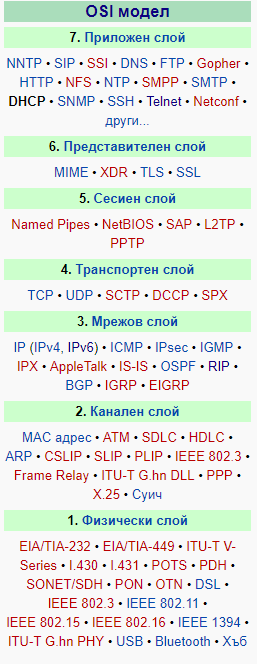 OSI модел
7. Приложен слой
NNTP • SIP • SSI • DNS • FTP • Gopher •
HTTP • NFS • NTP • SMPP • SMTP •
DHCP • SNMP • SSH • Telnet • Netconf •
други...
6. Представителен слой
MIME • XDR • TLS • SSL
5. Сесиен слой
Named Pipes • NetBIOS • SAP • L2TP •
PPTP
4. Транспортен слой
TCP • UDP • SCTP • DCCP • SPX
3. Мрежов слой
IP (IPv4, IPv6) • ICMP • IPsec • IGMP •
IPX • AppleTalk • IS-IS • OSPF • RIP •
BGP • IGRP • EIGRP
2. Канален слой
MAC адрес • ATM • SDLC • HDLC •
ARP • CSLIP • SLIP • PLIP • IEEE 802.3 •
Frame Relay • ITU-T G.hn DLL • PPP •
X.25 • Суич
1. Физически слой
EIA/TIA-232 • EIA/TIA-449 • ITU-T V-
Series • I.430 • I.431 • POTS • PDH •
SONET/SDH • PON • OTN • DSL •
IEEE 802.3 • IEEE 802.11 •
IEEE 802.15 • IEEE 802.16 • IEEE 1394 •
ITU-T G.hn PHY • USB • Bluetooth • Хъб